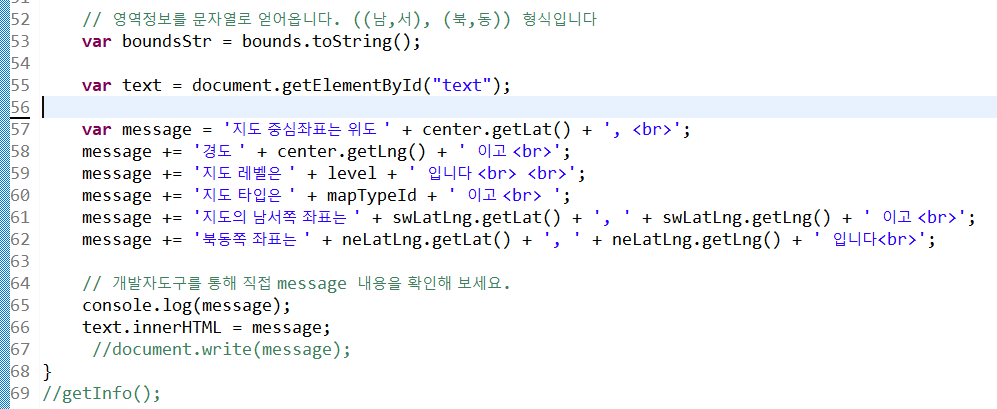 52 // 영역정보를 문자열로 얻어옵니다. ((남,서), (북,동)) 형식입니다
53 var boundsStr = bounds.toString();
54
55 var text = document.getElementById("text");
56
57 var message = '지도 중심좌표는 위도 ' + center.getLat() + ', <br>';
58 message += '경도 ' + center.getLng() + ' 이고 <br>';
59 message += '지도 레벨은 ' + level + ' 입니다 <br> <br>';
60 message += '지도 타입은 ' + mapTypeId + ' 이고 <br> ';
61 message += '지도의 남서쪽 좌표는 ' + swLatLng.getLat() + ', ' + swLatLng.getLng() + ' 이고 <br>';
62 message += '북동쪽 좌표는 ' + neLatLng.getLat() + ', ' + neLatLng.getLng() + ' 입니다<br>';
63
64 // 개발자도구를 통해 직접 message 내용을 확인해 보세요.
65 console.log(message);
66 text.innerHTML = message;
67 //document.write(message);
68 }
69 //getInfo();